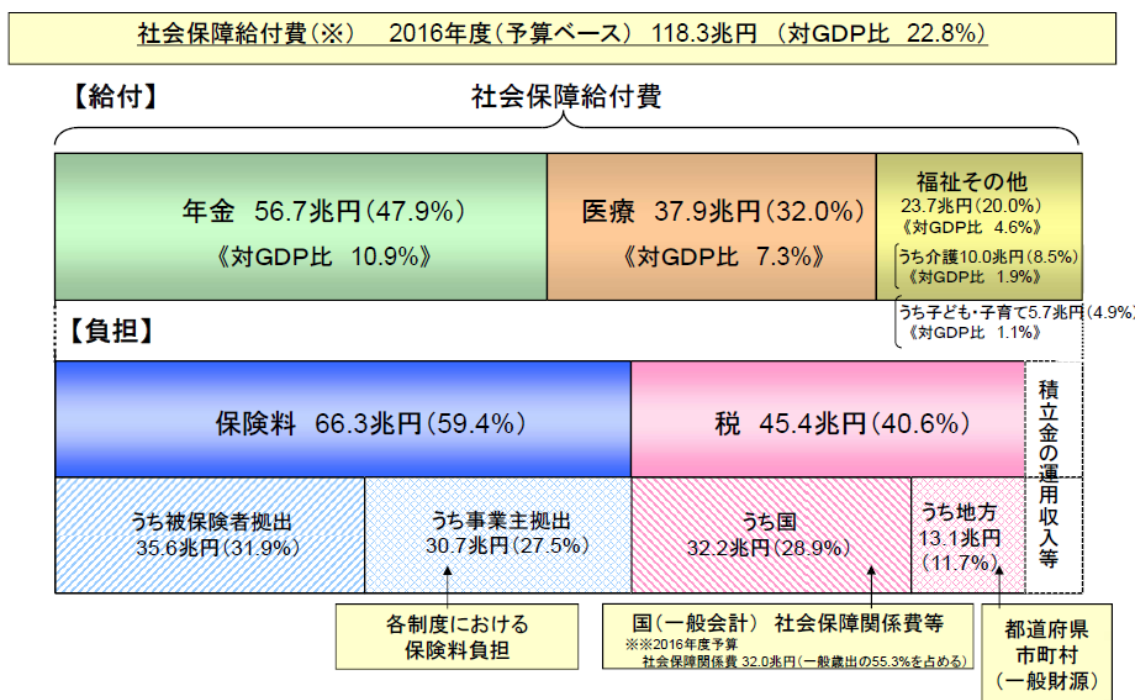 社会保障給付費(※) 2016年度(予算ベース) 118.3兆円 (対GDP比 22.8%)
【給付】
社会保障給付費
年金 56.7兆円(47.9%)
《対GDP比 10.9%》
医療 37.9兆円(32.0%)
《対GDP比 7.3%》
福祉その他
23.7兆円(20.0%)
《対GDP比 4.6%》
うち介護10.0兆円(8.5%)
《対GDP比 1.9%》
うち子ども・子育て5.7兆円(4.9%)
《対GDP比 1.1%》
【負担】
保険料 66.3兆円(59.4%)
税 45.4兆円(40.6%)
積立金の運用収入等
うち被保険者拠出
35.6兆円(31.9%)
うち事業主拠出
30.7兆円(27.5%)
うち国
32.2兆円(28.9%)
うち地方
13.1兆円
(11.7%)
各制度における
保険料負担
国(一般会計) 社会保障関係費等
※※2016年度予算
社会保障関係費 32.0兆円(一般歳出の55.3%を占める)
都道府県
市町村
(一般財源)